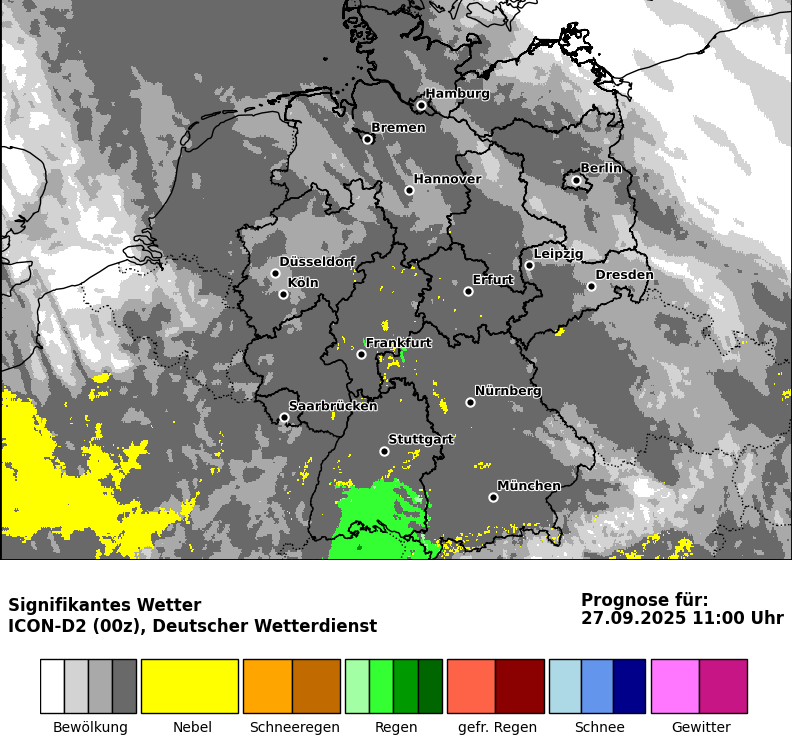 Hamburg
Bremen
Berlin
Hannover
Düsseldorf
Leipzig
Köln
Erfurt
Dresden
Frankfurt
Nürnberg
Saarbrücken
Stuttgart
München
Signifikantes Wetter
ICON-D2 (00z), Deutscher Wetterdienst
Prognose für:
27.09.2025 11:00 Uhr
Bewölkung
Nebel
Schneeregen
Regen
gefr. Regen
Schnee
Gewitter